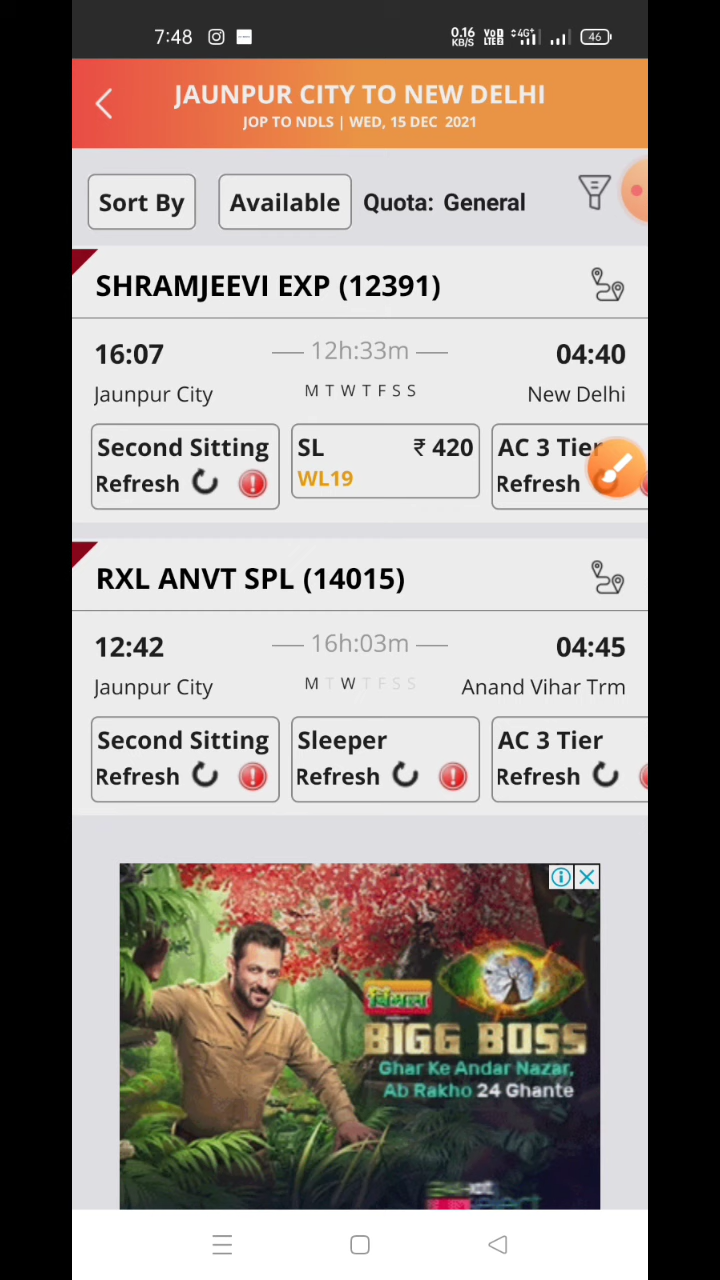 7:48 0.16 KB/S VoD LTE2 4G+ 46
JAUNPUR CITY TO NEW DELHI
JOP TO NDLS | WED, 15 DEC 2021
Sort By Available Quota: General
SHRAMJEEVI EXP (12391)
16:07 12h:33m 04:40
Jaunpur City M T W T F S S New Delhi
Second Sitting SL ₹ 420 AC 3 Tier
Refresh WL19 Refresh
RXL ANVT SPL (14015)
12:42 16h:03m 04:45
Jaunpur City M T W T F S S Anand Vihar Trm
Second Sitting Sleeper AC 3 Tier
Refresh Refresh Refresh
BIGG BOSS
Ghar Ke Andar Nazar,
Ab Rakho 24 Ghante